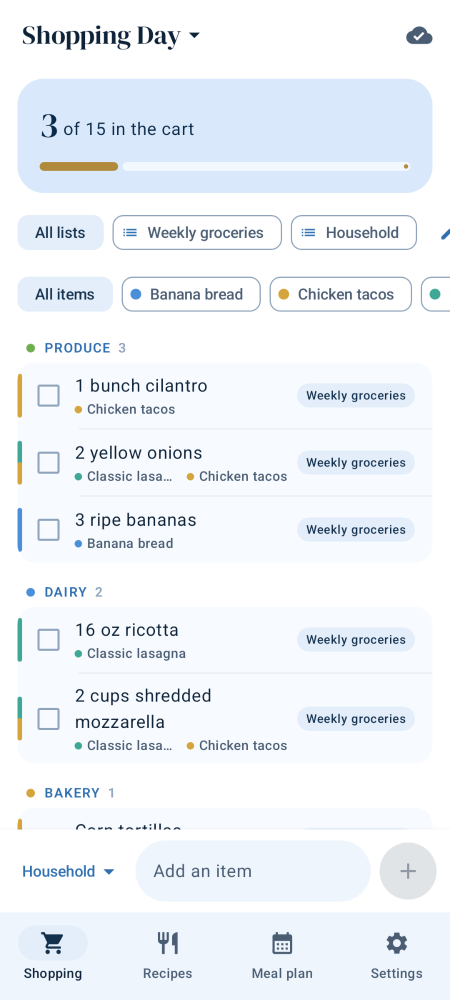 Shopping Day
3 of 15 in the cart
All lists
Weekly groceries
Household
All items
Banana bread
Chicken tacos
PRODUCE 3
1 bunch cilantro
Chicken tacos
Weekly groceries
2 yellow onions
Classic lasa... Chicken tacos
Weekly groceries
3 ripe bananas
Banana bread
Weekly groceries
DAIRY 2
16 oz ricotta
Classic lasagna
Weekly groceries
2 cups shredded
mozzarella
Classic lasa... Chicken tacos
Weekly groceries
BAKERY 1
Corn tortillas
Household
Add an item
Shopping
Recipes
Meal plan
Settings